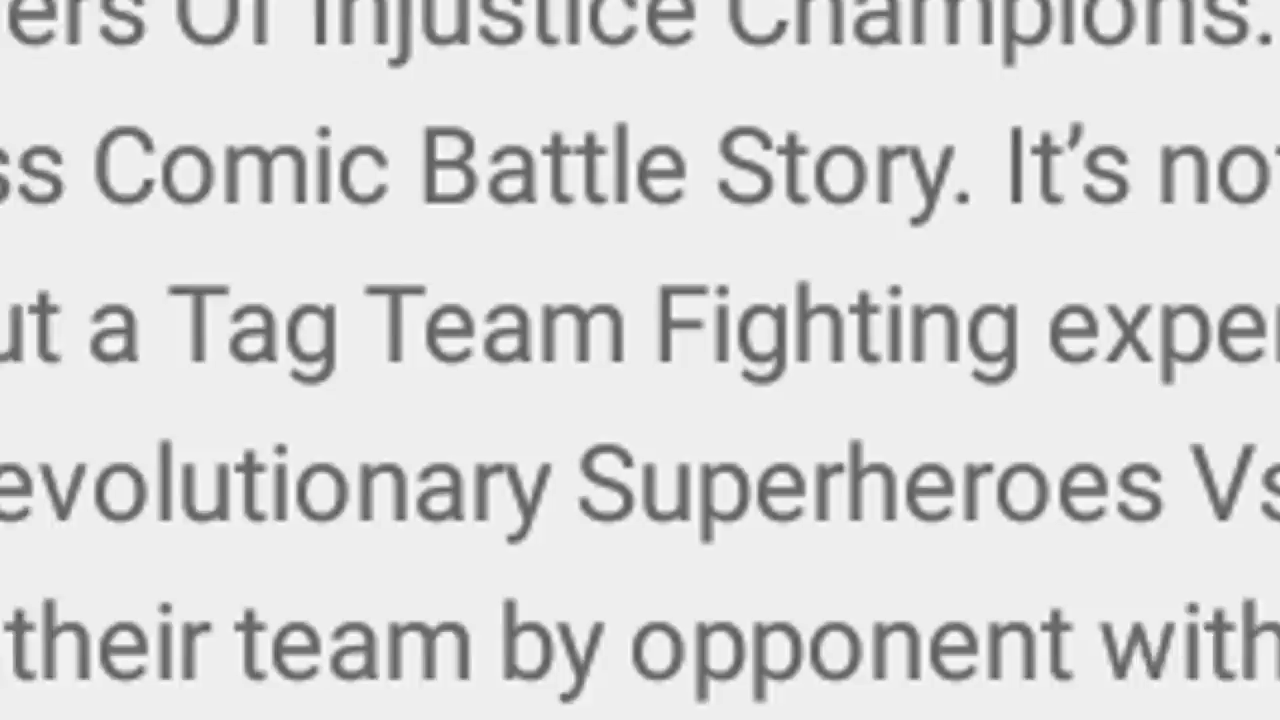 ers Of Injustice Champions.
ss Comic Battle Story. It’s not
ut a Tag Team Fighting exper
evolutionary Superheroes Vs
their team by opponent with